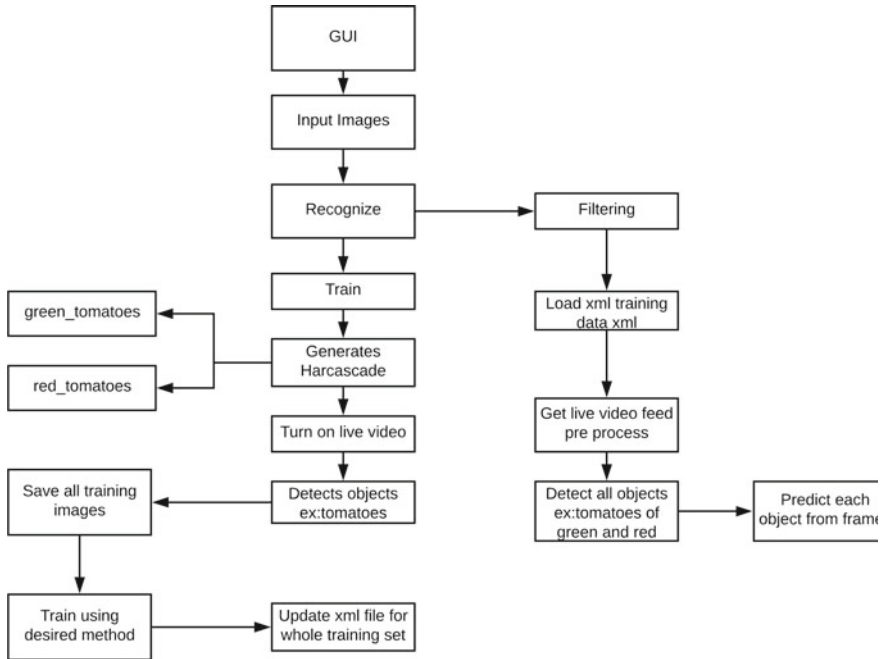 GUI
Input Images
Recognize
Filtering
Train
Load xml training
data xml
green_tomatoes
Generates
Harcascade
red_tomatoes
Turn on live video
Get live video feed
pre process
Save all training
images
Detects objects
ex:tomatoes
Detect all objects
ex:tomatoes of
green and red
Predict each
object from frame
Train using
desired method
Update xml file for
whole training set